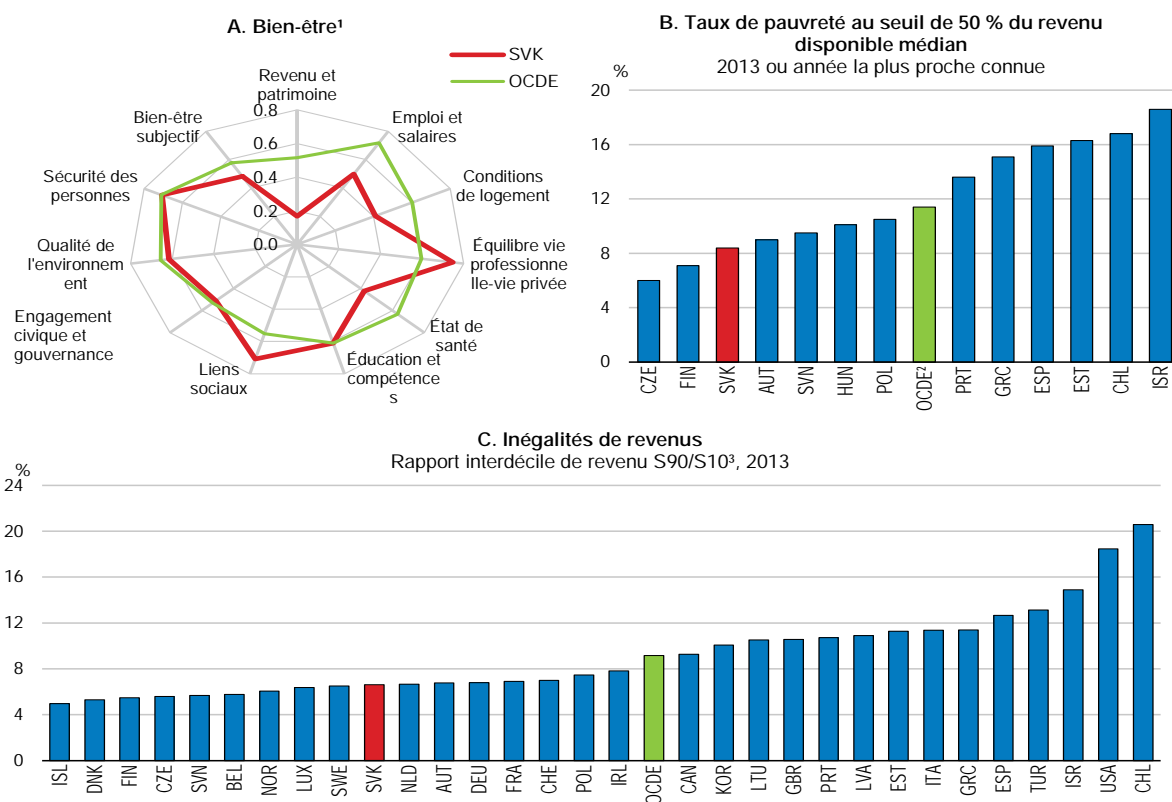 A. Bien-être¹
SVK
OCDE
Revenu et
patrimoine
Emploi et
salaires
Conditions
de logement
Équilibre vie
professionne
lle-vie privée
État de
santé
Éducation et
compétence
s
Liens
sociaux
Engagement
civique et
gouvernance
Qualité de
l'environnem
ent
Sécurité des
personnes
Bien-être
subjectif
0.8
0.6
0.4
0.2
0.0
B. Taux de pauvreté au seuil de 50 % du revenu
disponible médian
2013 ou année la plus proche connue
%
20
16
12
8
4
0
CZE
FIN
SVK
AUT
SVN
HUN
POL
OCDE²
PRT
GRC
ESP
EST
CHL
ISR
C. Inégalités de revenus
Rapport interdécile de revenu S90/S10³, 2013
%
24
20
16
12
8
4
0
ISL
DNK
FIN
CZE
SVN
BEL
NOR
LUX
SWE
SVK
NLD
AUT
DEU
FRA
CHE
POL
IRL
OCDE
CAN
KOR
LTU
GBR
PRT
LVA
EST
ITA
GRC
ESP
TUR
ISR
USA
CHL